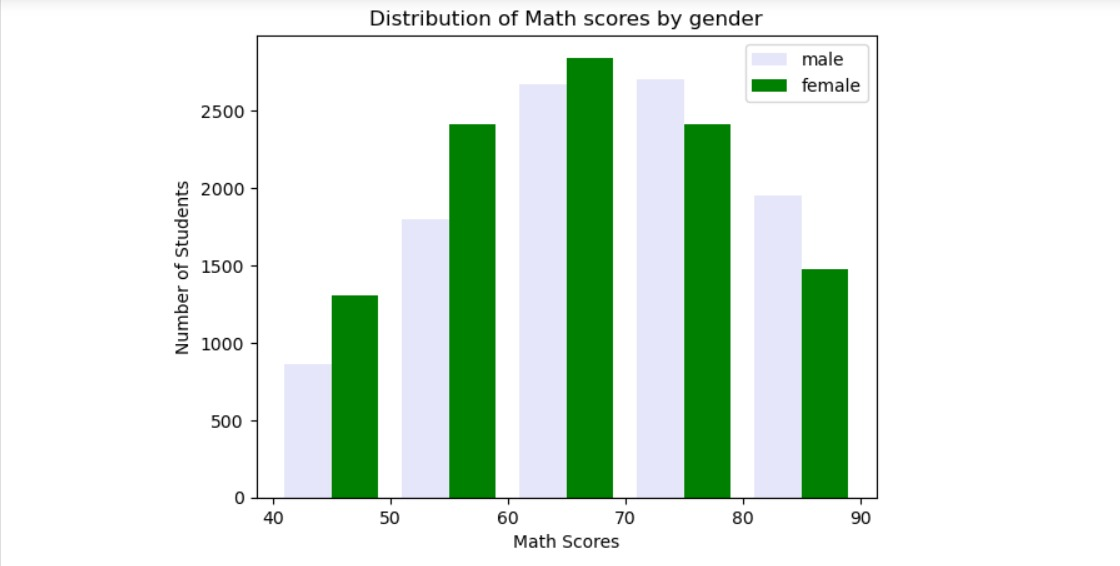 Distribution of Math scores by gender
male
female
Number of Students
2500
2000
1500
1000
500
0
40 50 60 70 80 90
Math Scores